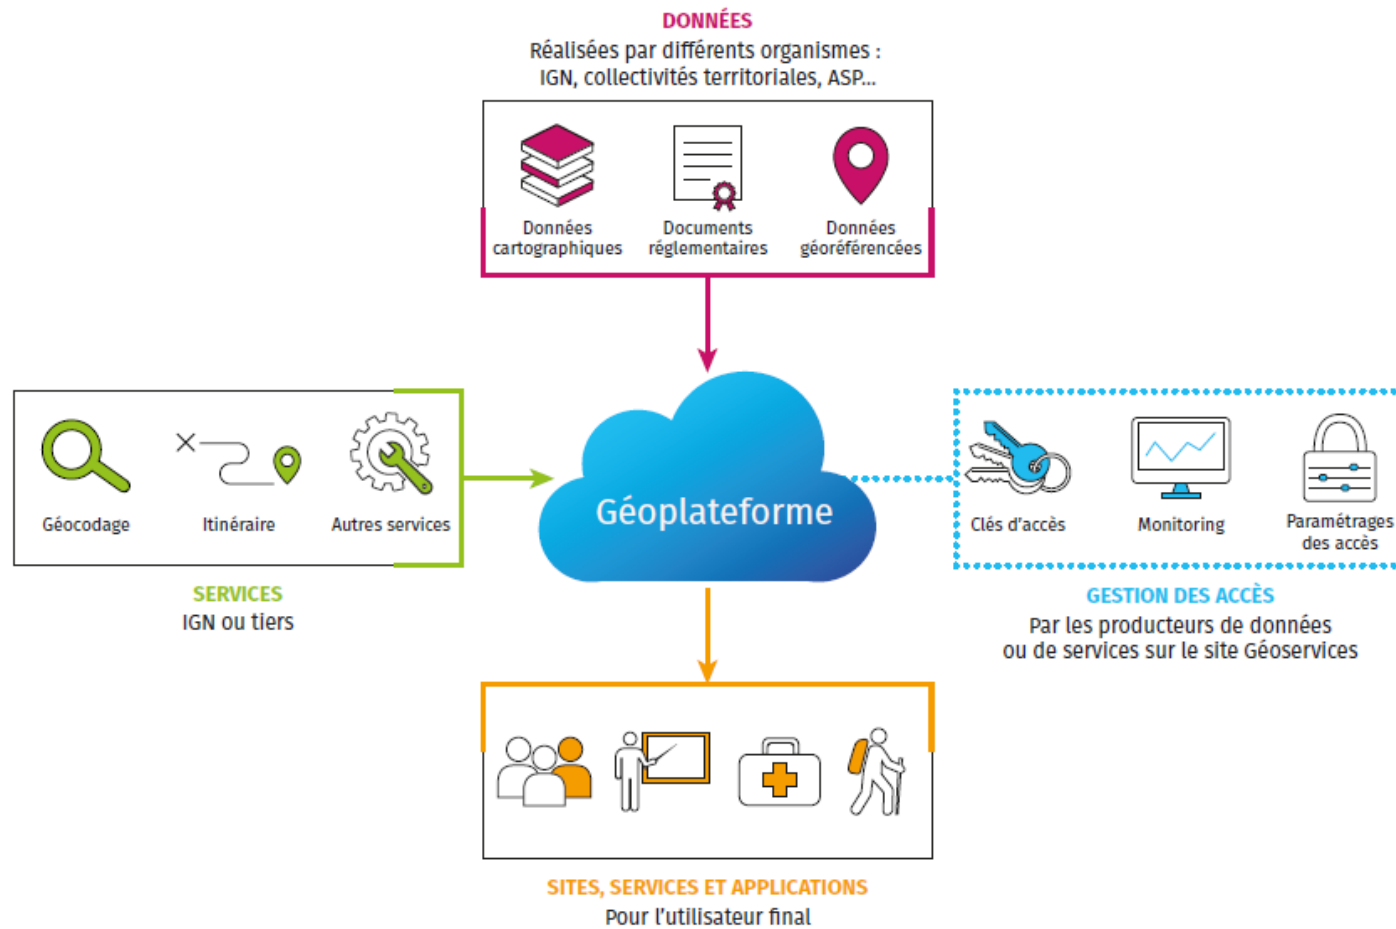 DONNÉES
Réalisées par différents organismes :
IGN, collectivités territoriales, ASP...
Données
cartographiques
Documents
réglementaires
Données
géoréférencées
Géocodage
Itinéraire
Autres services
SERVICES
IGN ou tiers
Géoplateforme
Clés d'accès
Monitoring
Paramétrages
des accès
GESTION DES ACCÈS
Par les producteurs de données
ou de services sur le site Géoservices
SITES, SERVICES ET APPLICATIONS
Pour l'utilisateur final